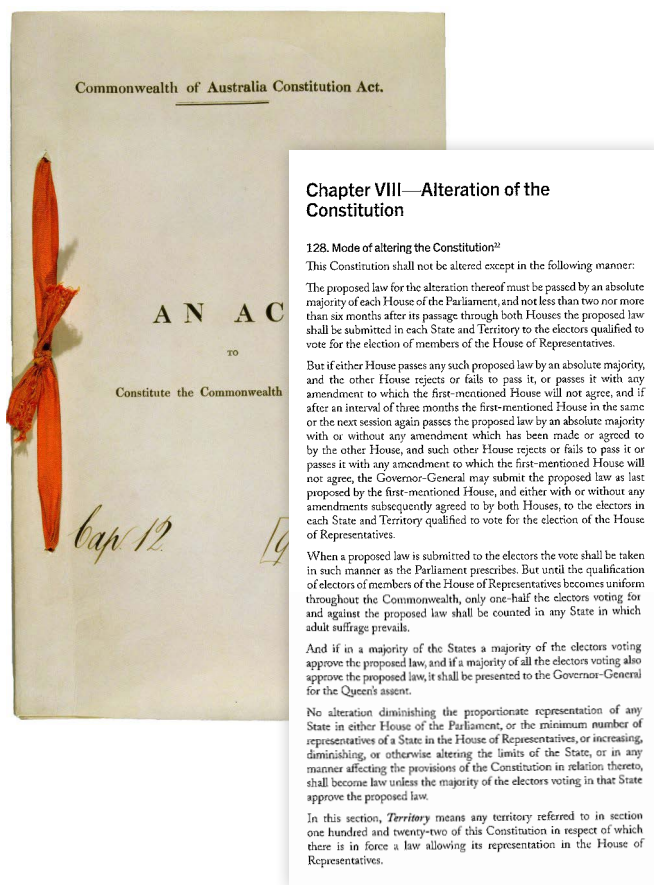 Commonwealth of Australia Constitution Act.
AN AC
TO
Constitute the Commonwealth
Cap. 12.
Chapter VIII—Alteration of the
Constitution
128. Mode of altering the Constitution²²
This Constitution shall not be altered except in the following manner:
The proposed law for the alteration thereof must be passed by an absolute
majority of each House of the Parliament, and not less than two nor more
than six months after its passage through both Houses the proposed law
shall be submitted in each State and Territory to the electors qualified to
vote for the election of members of the House of Representatives.
But if either House passes any such proposed law by an absolute majority,
and the other House rejects or fails to pass it, or passes it with any
amendment to which the first-mentioned House will not agree, and if
after an interval of three months the first-mentioned House in the same
or the next session again passes the proposed law by an absolute majority
with or without any amendment which has been made or agreed to
by the other House, and such other House rejects or fails to pass it or
passes it with any amendment to which the first-mentioned House will
not agree, the Governor-General may submit the proposed law as last
proposed by the first-mentioned House, and either with or without any
amendments subsequently agreed to by both Houses, to the electors in
each State and Territory qualified to vote for the election of the House
of Representatives.
When a proposed law is submitted to the electors the vote shall be taken
in such manner as the Parliament prescribes. But until the qualification
of electors of members of the House of Representatives becomes uniform
throughout the Commonwealth, only one-half the electors voting for
and against the proposed law shall be counted in any State in which
adult suffrage prevails.
And if in a majority of the States a majority of the electors voting
approve the proposed law, and if a majority of all the electors voting also
approve the proposed law, it shall be presented to the Governor-General
for the Queen's assent.
No alteration diminishing the proportionate representation of any
State in either House of the Parliament, or the minimum number of
representatives of a State in the House of Representatives, or increasing,
diminishing, or otherwise altering the limits of the State, or in any
manner affecting the provisions of the Constitution in relation thereto,
shall become law unless the majority of the electors voting in that State
approve the proposed law.
In this section, Territory means any territory referred to in section
one hundred and twenty-two of this Constitution in respect of which
there is in force a law allowing its representation in the House of
Representatives.